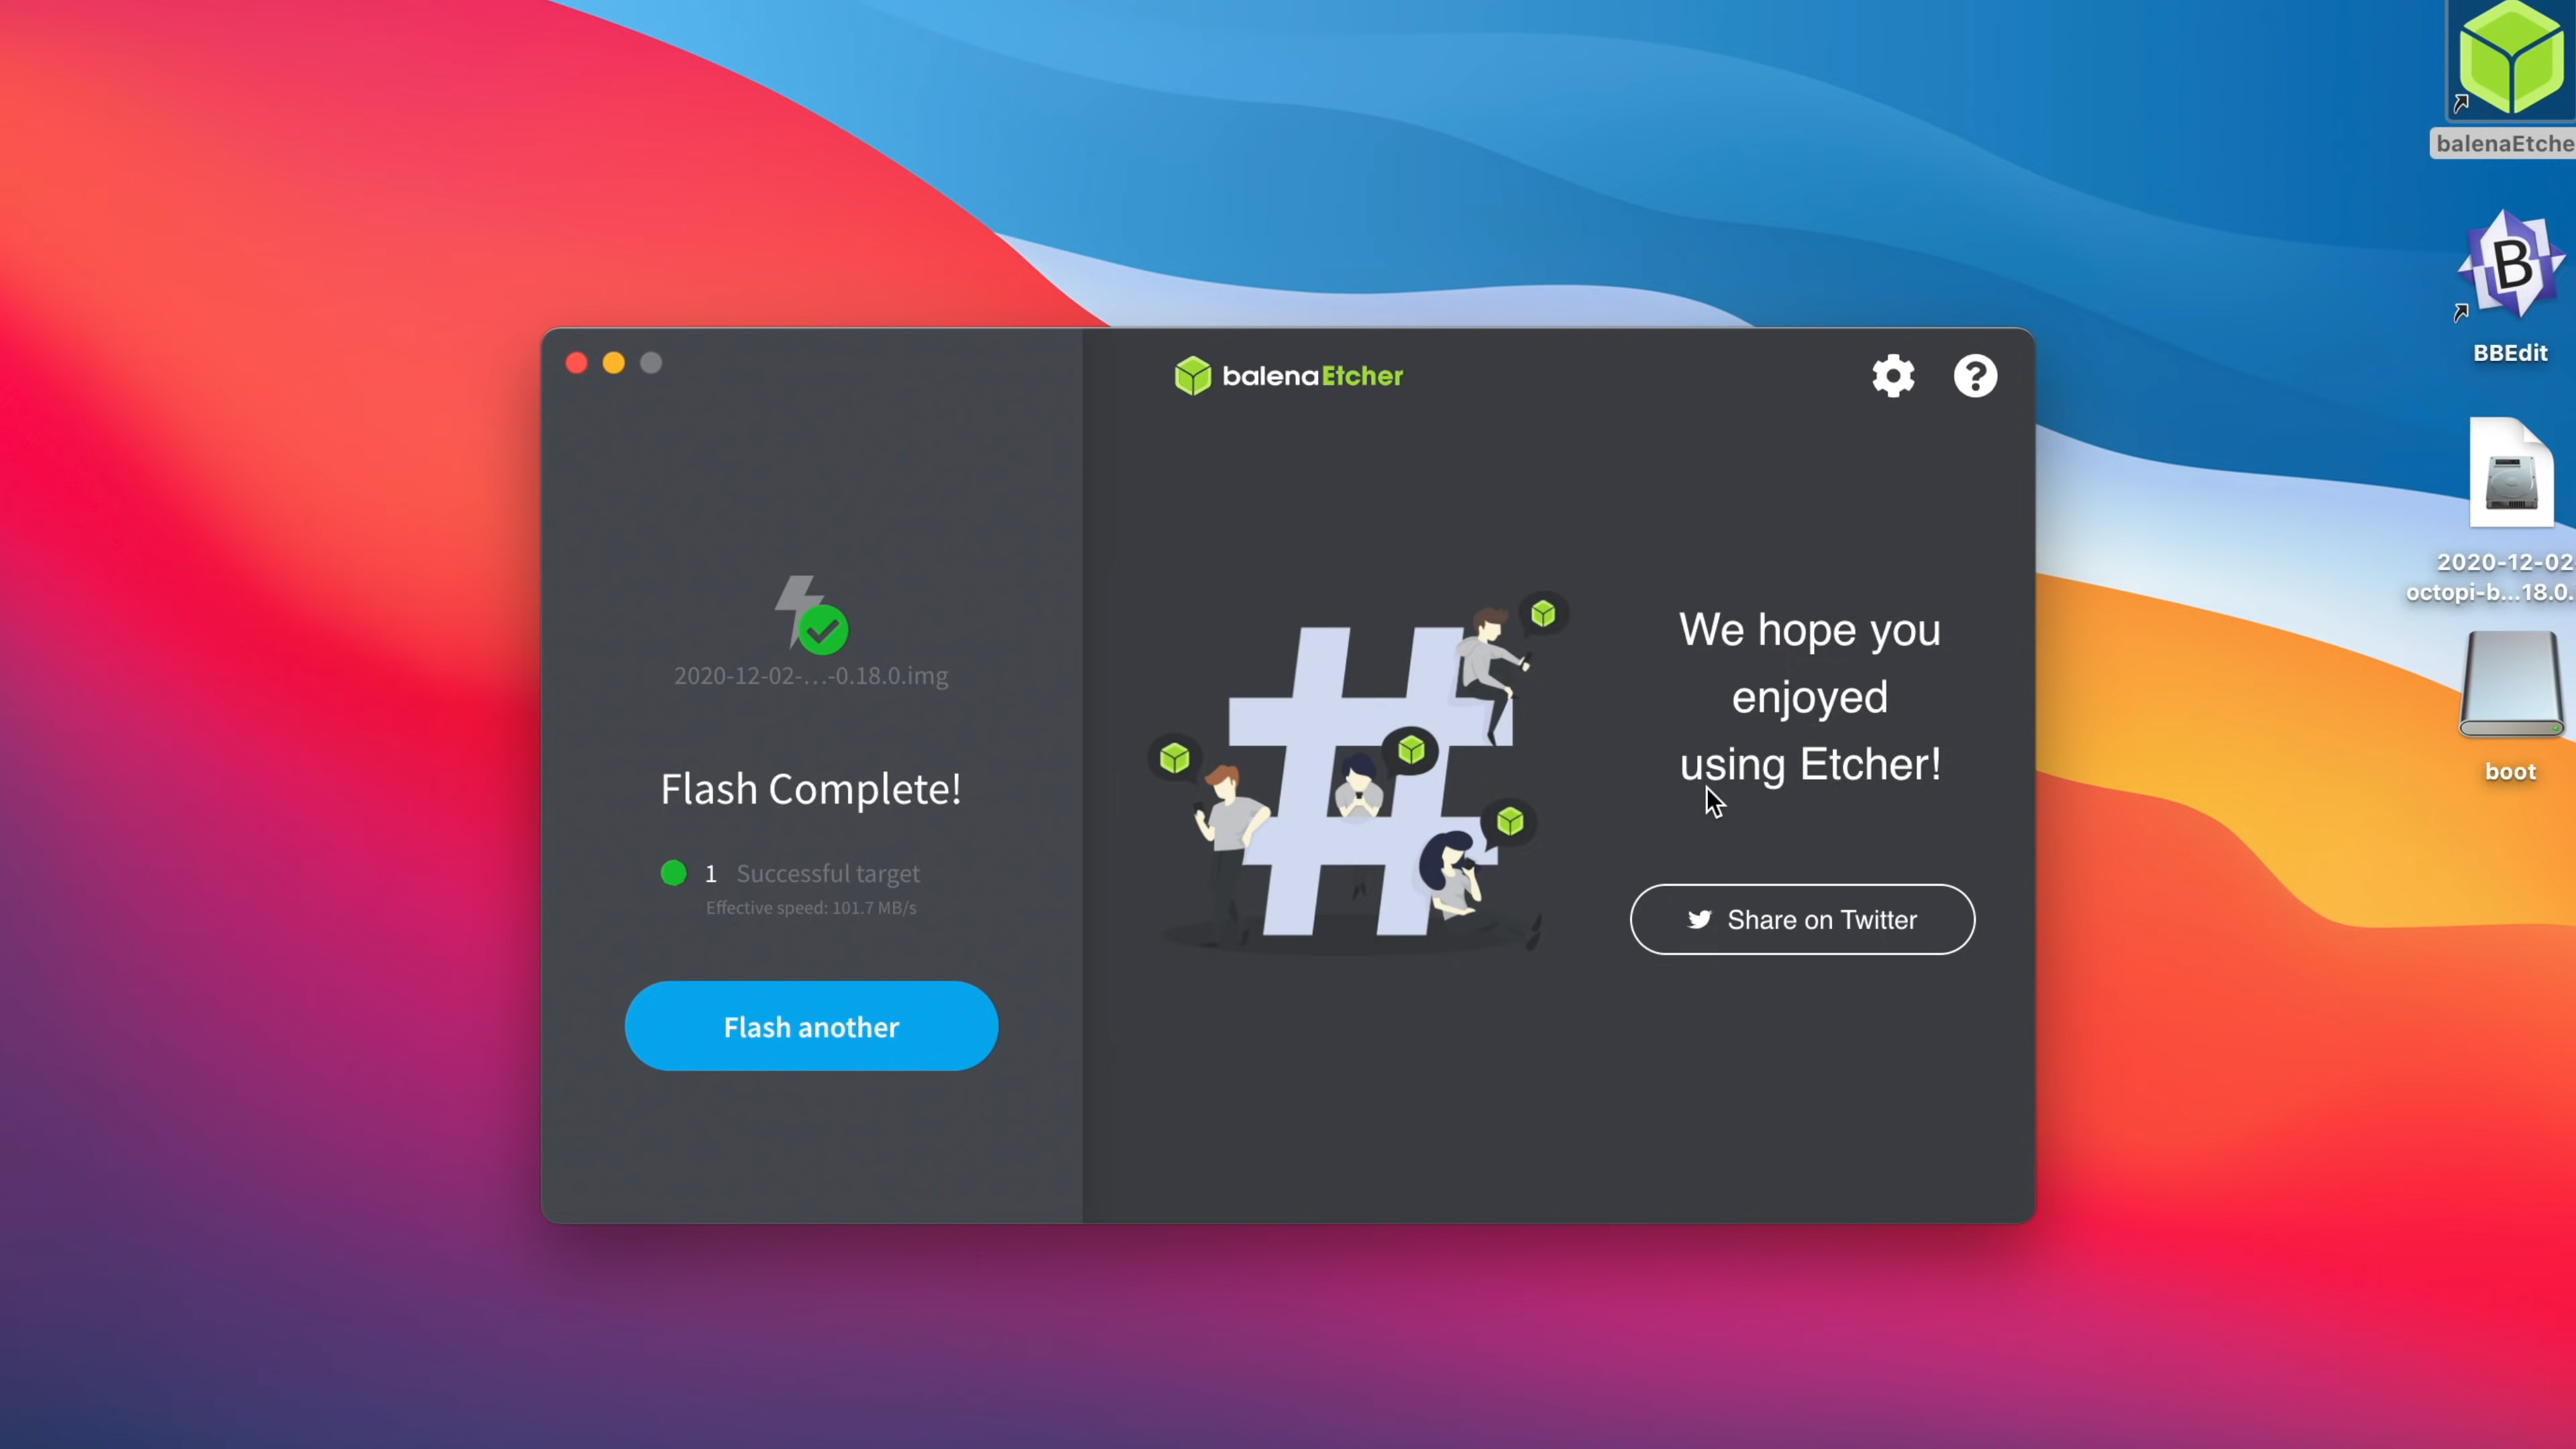 balenaEtcher
We hope you
enjoyed
using Etcher!
Share on Twitter
2020-12-02-...-0.18.0.img
Flash Complete!
1 Successful target
Effective speed: 101.7 MB/s
Flash another
balenaEtche
B
BBEdit
2020-12-02
octopi-b...18.0.
boot